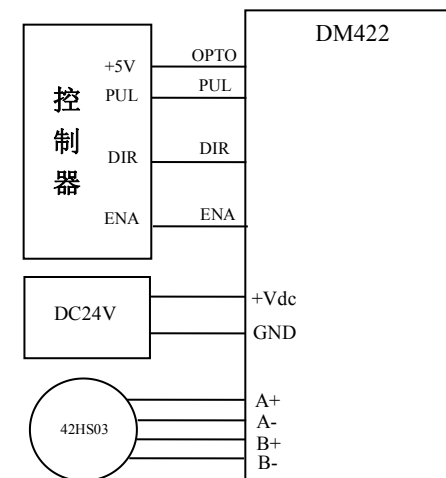 DM422
控制器
+5V
PUL
DIR
ENA
OPTO
PUL
DIR
ENA
DC24V
+Vdc
GND
42HS03
A+
A-
B+
B-